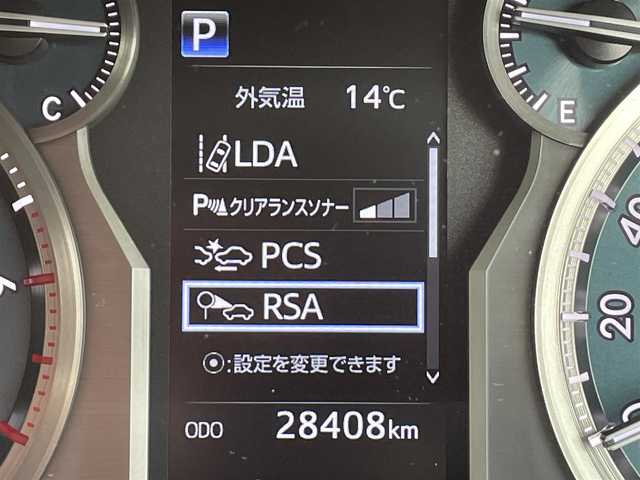 P
外気温 14℃
C
E
LDA
P クリアランスソナー
40
PCS
RSA
20
:設定を変更できます
ODO 28408km